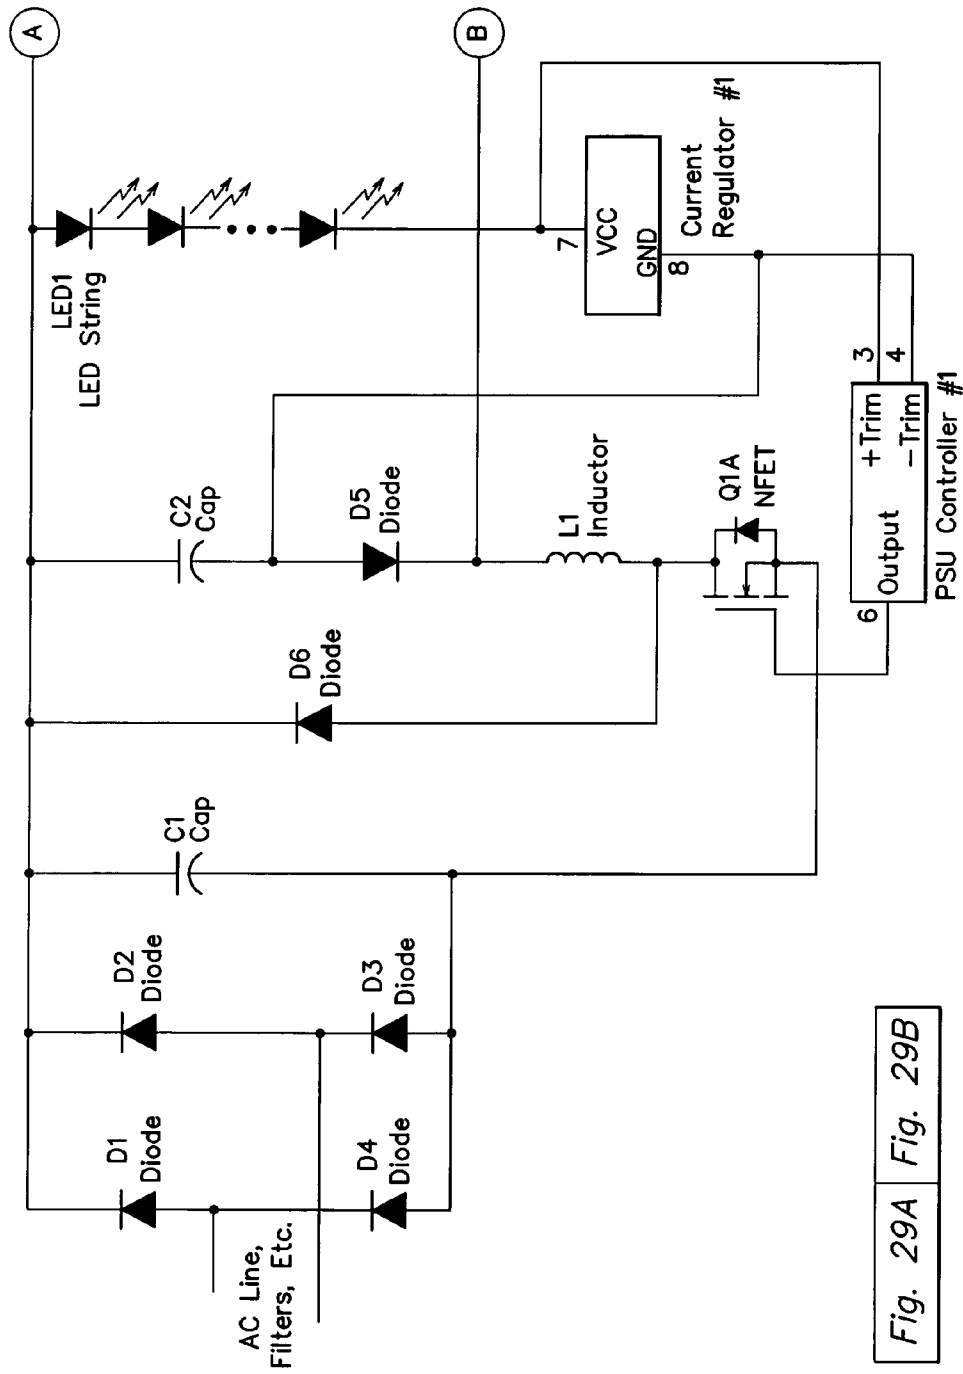 A
B
LED1
LED String
7
VCC
GND
8
Current
Regulator #1
C2
Cap
D5
Diode
L1
Inductor
Q1A
NFET
3
4
+Trim
-Trim
Output
6
PSU Controller #1
D6
Diode
C1
Cap
D2
Diode
D3
Diode
D1
Diode
D4
Diode
AC Line,
Filters, Etc.
Fig. 29A
Fig. 29B